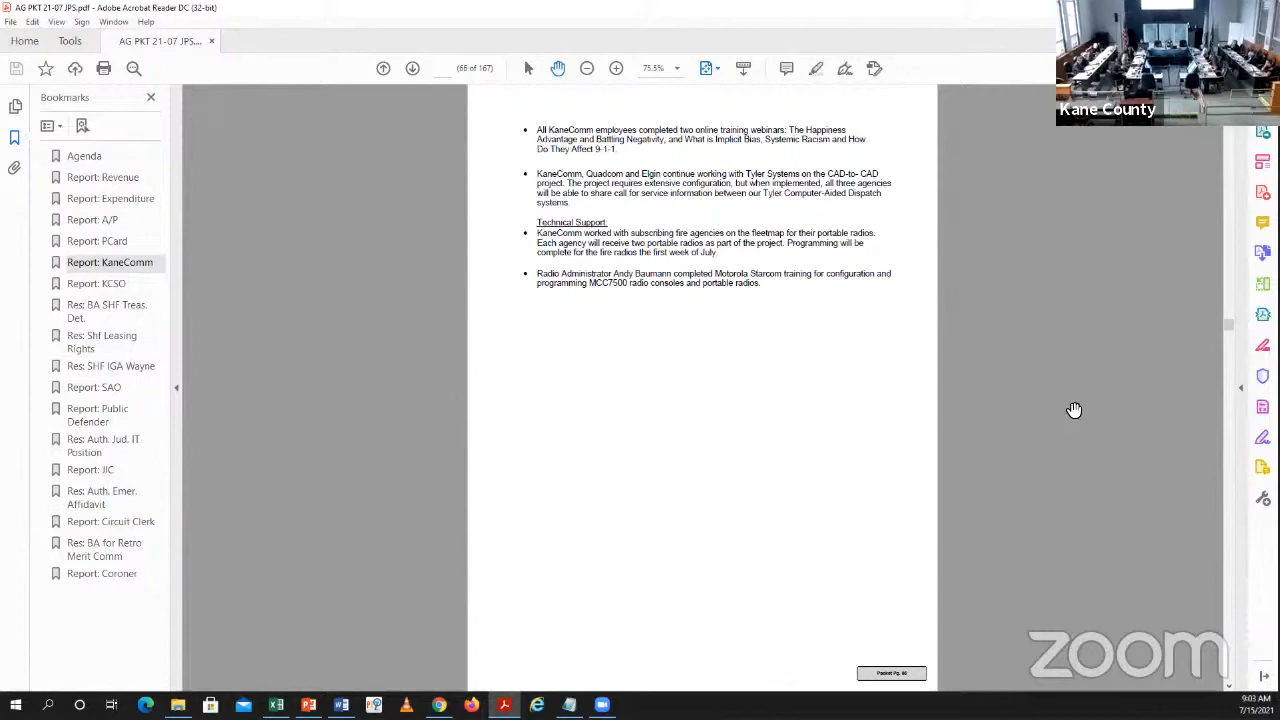 AG PKT 21-07 JPS.pdf - Adobe Acrobat Reader DC (32-bit)
File Edit View Sign Window Help
Home Tools AG PKT 21-07 JPS... ×
(66 of 167) 75.5%
Kane County
Bookmarks
Agenda
Report: Revenue
Report: Expenditure
Report: A/P
Report: PCard
Report: KaneComm
Report: KCSO
Res: BA SHF Treas.
Det.
Res: Shf Leasing
Rights
Res: SHF IGA Wayne
Report: SAO
Report: Public
Defender
Res: Auth. Jud. IT
Position
Report: JJC
Res: Auth. Emer.
Affidavit
Report: Circuit Clerk
Res: BA for Retro
Merit Comm
Report: Coroner
• All KaneComm employees completed two online training webinars: The Happiness
Advantage and Battling Negativity, and What is Implicit Bias, Systemic Racism and How
Do They Affect 9-1-1.
• KaneComm, Quadcom and Elgin continue working with Tyler Systems on the CAD-to- CAD
project. The project requires extensive configuration, but when implemented, all three agencies
will be able to share call for service information between our Tyler Computer-Aided Dispatch
systems.
Technical Support:
• KaneComm worked with subscribing fire agencies on the fleetmap for their portable radios.
Each agency will receive two portable radios as part of the project. Programming will be
complete for the fire radios the first week of July.
• Radio Administrator Andy Baumann completed Motorola Starcom training for configuration and
programming MCC7500 radio consoles and portable radios.
Packet Pg. 66
zoom
9:03 AM
7/15/2021